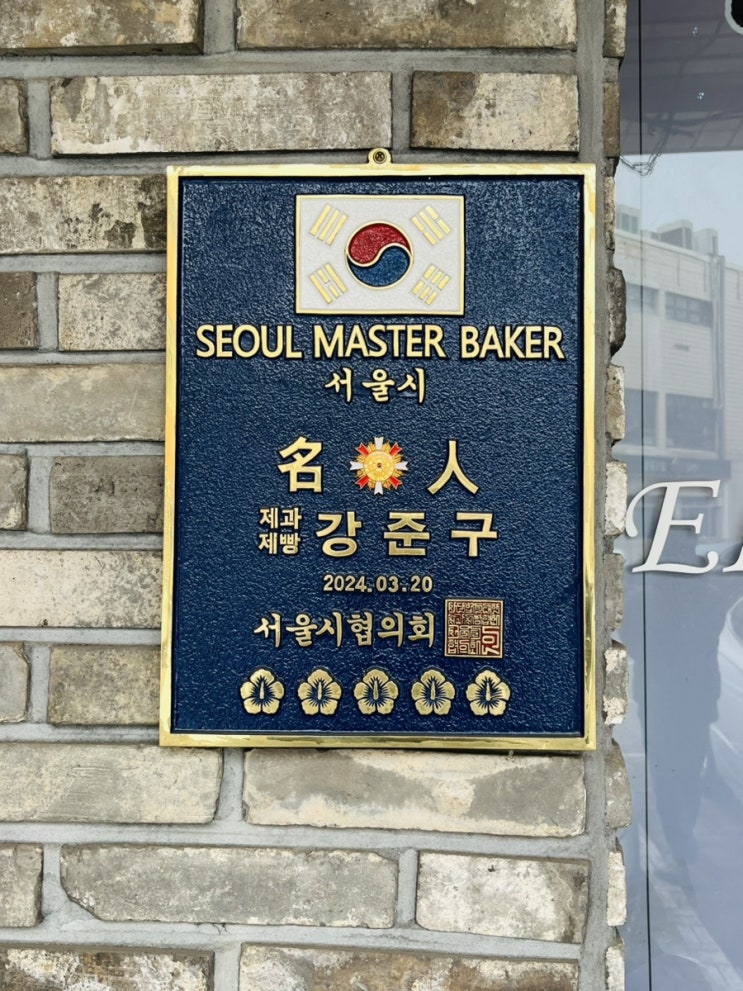 SEOUL MASTER BAKER
서울시
名 人
제과
제빵 강준구
2024.03.20
서울시협의회